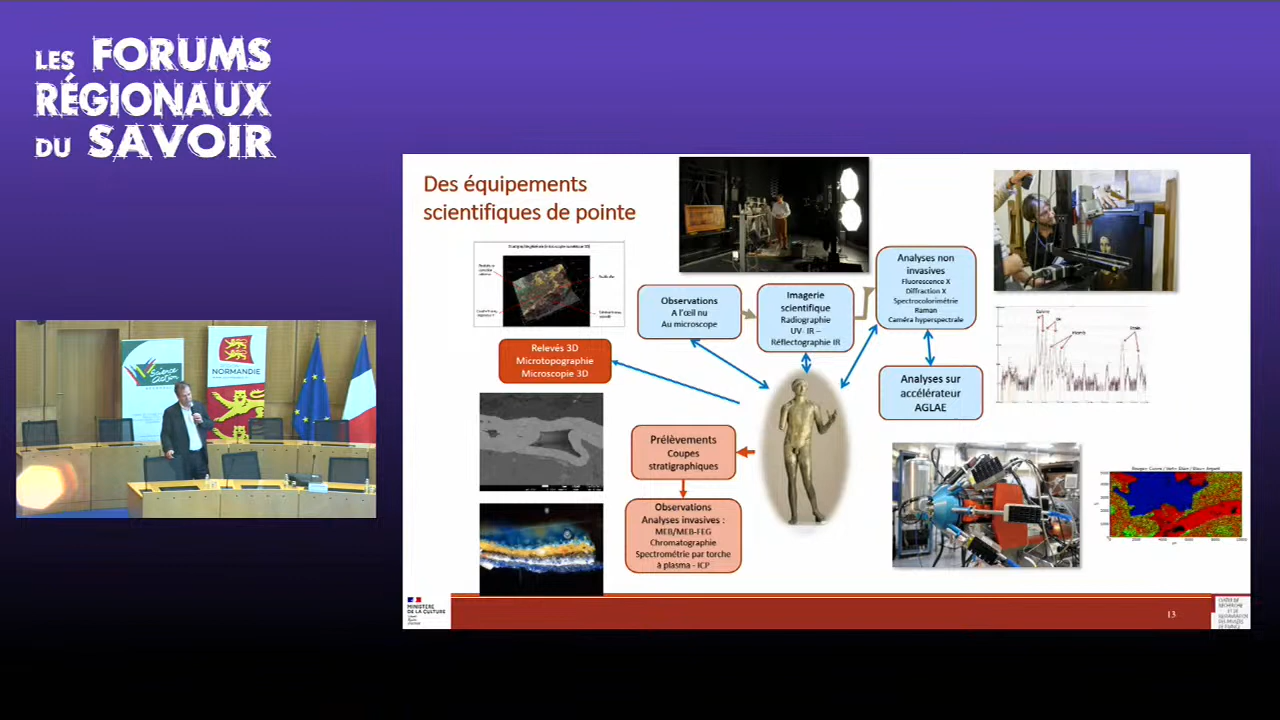 LES FORUMS
RÉGIONAUX
DU SAVOIR
Science
Action
NORMANDIE
Des équipements
scientifiques de pointe
Observations
A l'œil nu
Au microscope
Imagerie
scientifique
Radiographie
UV- IR –
Réflectographie IR
Analyses non
invasives
Fluorescence X
Diffraction X
Spectrocolorimétrie
Raman
Caméra hyperspectrale
Relevés 3D
Microtopographie
Microscopie 3D
Analyses sur
accélérateur
AGLAE
Prélèvements
Coupes
stratigraphiques
Observations
Analyses invasives :
MEB/MEB-FEG
Chromatographie
Spectrométrie par torche
à plasma - ICP
MINISTÈRE
DE LA CULTURE
13